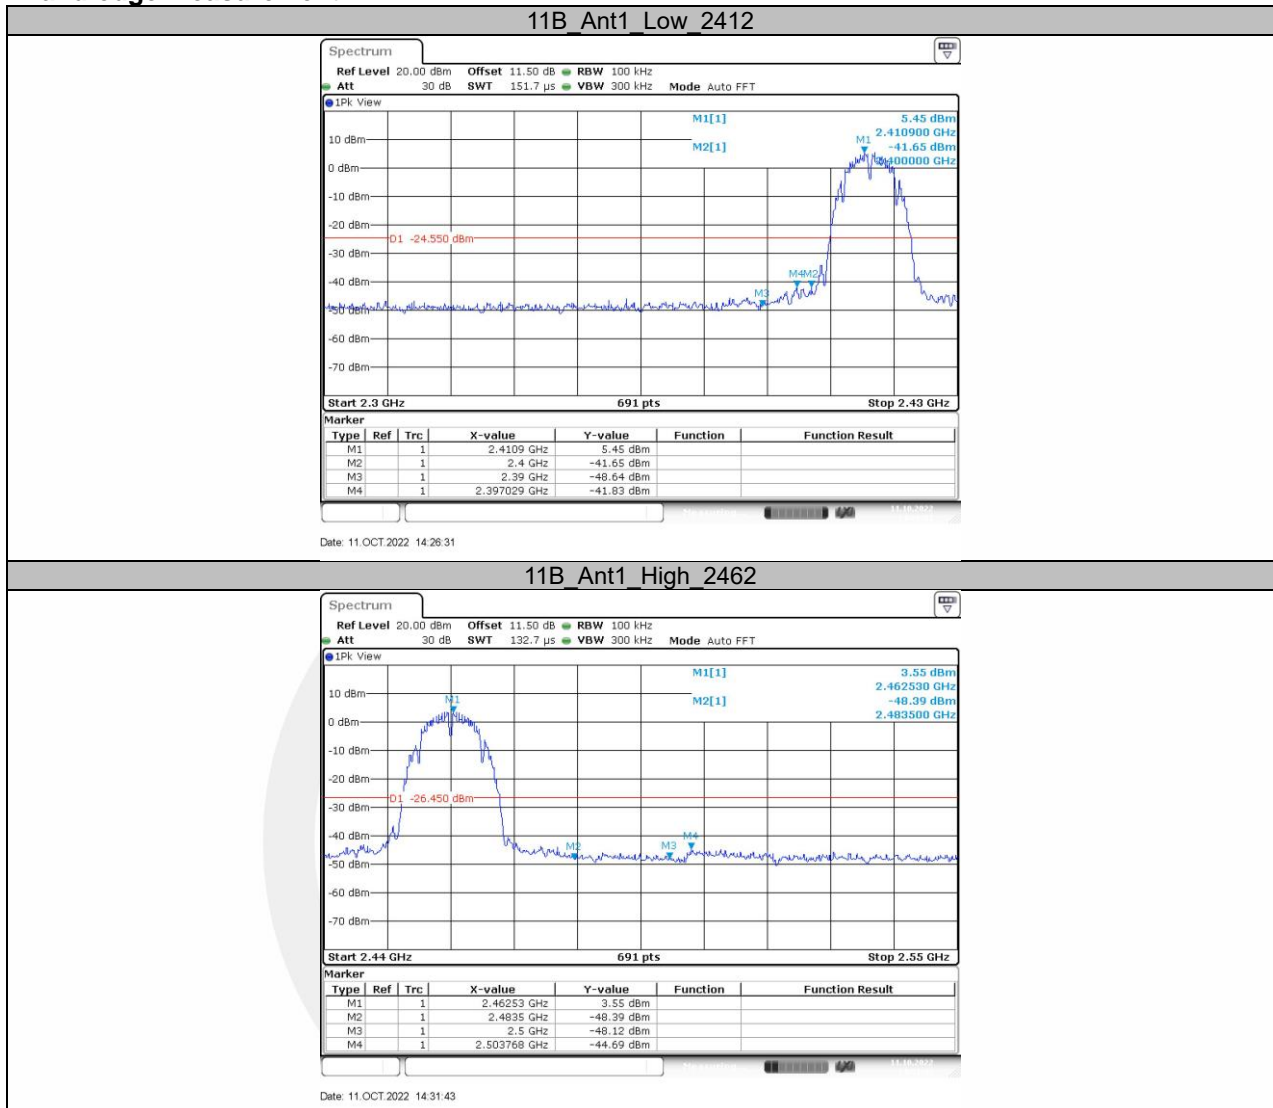 11B_Ant1_Low_2412
Spectrum
Ref Level 20.00 dBm Offset 11.50 dB RBW 100 kHz
Att 30 dB SWT 151.7 µs VBW 300 kHz Mode Auto FFT
1Pk View
M1[1] 5.45 dBm
2.410900 GHz
M2[1] -41.65 dBm
10 dBm
M1
0 dBm
-10 dBm
-20 dBm
D1 -24.550 dBm
-30 dBm
-40 dBm
M4 M2
M3
-50 dBm
-60 dBm
-70 dBm
Start 2.3 GHz 691 pts Stop 2.43 GHz
Marker
Type Ref Trc X-value Y-value Function Function Result
M1 1 2.4109 GHz 5.45 dBm
M2 1 2.4 GHz -41.65 dBm
M3 1 2.39 GHz -48.64 dBm
M4 1 2.397029 GHz -41.83 dBm
Date: 11.OCT.2022 14:26:31
11B_Ant1_High_2462
Spectrum
Ref Level 20.00 dBm Offset 11.50 dB RBW 100 kHz
Att 30 dB SWT 132.7 µs VBW 300 kHz Mode Auto FFT
1Pk View
M1[1] 3.55 dBm
2.462530 GHz
M2[1] -48.39 dBm
2.483500 GHz
10 dBm
M1
0 dBm
-10 dBm
-20 dBm
D1 -26.450 dBm
-30 dBm
-40 dBm
M2 M3 M4
-50 dBm
-60 dBm
-70 dBm
Start 2.44 GHz 691 pts Stop 2.55 GHz
Marker
Type Ref Trc X-value Y-value Function Function Result
M1 1 2.46253 GHz 3.55 dBm
M2 1 2.4835 GHz -48.39 dBm
M3 1 2.5 GHz -48.12 dBm
M4 1 2.503768 GHz -44.69 dBm
Date: 11.OCT.2022 14:31:43